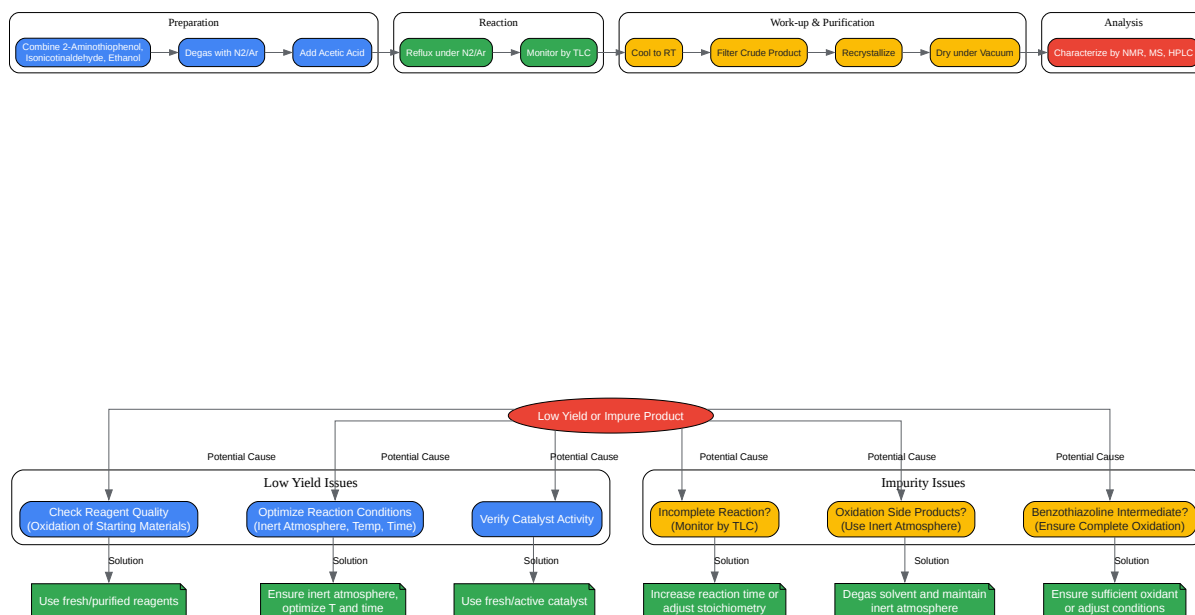 Preparation
Reaction
Work-up & Purification
Analysis
Combine 2-Aminothiophenol,
Isonicotinaldehyde, Ethanol
Degas with N2/Ar
Add Acetic Acid
Reflux under N2/Ar
Monitor by TLC
Cool to RT
Filter Crude Product
Recrystallize
Dry under Vacuum
Characterize by NMR, MS, HPLC
Low Yield or Impure Product
Potential Cause
Potential Cause
Potential Cause
Potential Cause
Potential Cause
Potential Cause
Low Yield Issues
Impurity Issues
Check Reagent Quality
(Oxidation of Starting Materials)
Optimize Reaction Conditions
(Inert Atmosphere, Temp, Time)
Verify Catalyst Activity
Incomplete Reaction?
(Monitor by TLC)
Oxidation Side Products?
(Use Inert Atmosphere)
Benzothiazoline Intermediate?
(Ensure Complete Oxidation)
Solution
Solution
Solution
Solution
Solution
Solution
Use fresh/purified reagents
Ensure inert atmosphere,
optimize T and time
Use fresh/active catalyst
Increase reaction time or
adjust stoichiometry
Degas solvent and maintain
inert atmosphere
Ensure sufficient oxidant
or adjust conditions